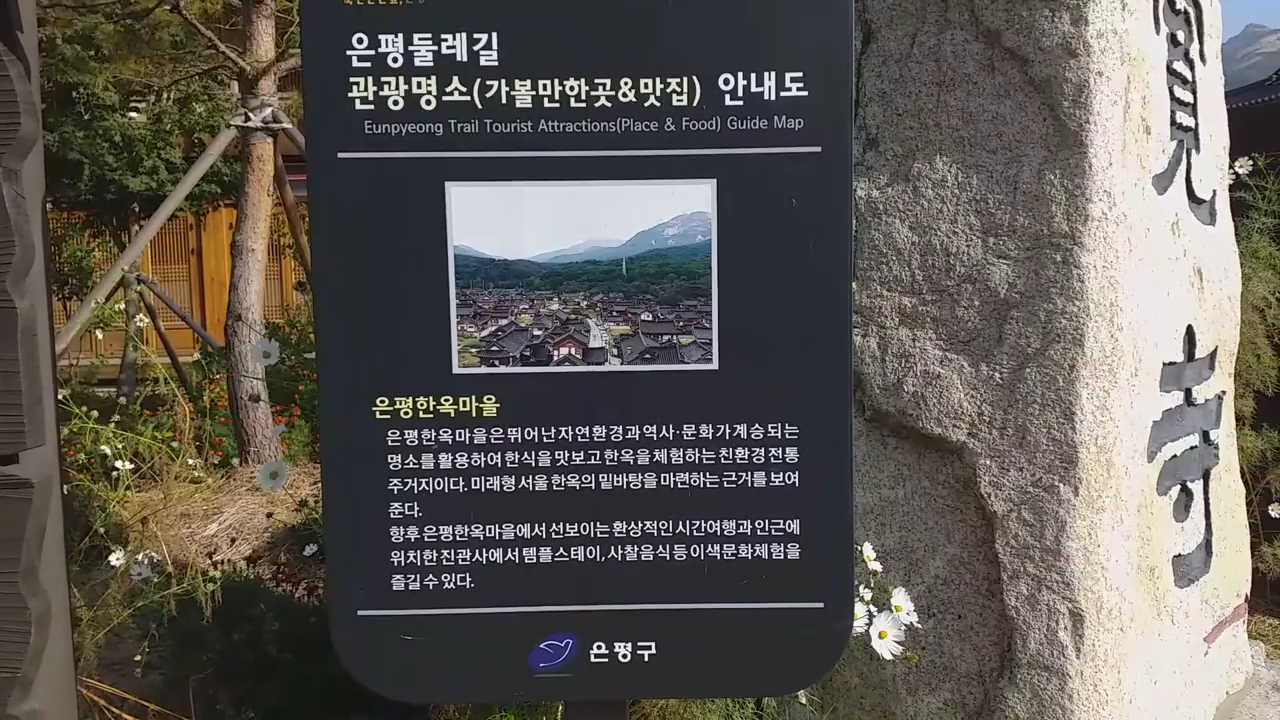 은평둘레길
관광명소(가볼만한곳&맛집) 안내도
Eunpyeong Trail Tourist Attractions(Place & Food) Guide Map
은평한옥마을
은평한옥마을은 뛰어난 자연환경과 역사·문화가 계승되는
명소를 활용하여 한식을 맛보고 한옥을 체험하는 친환경 전통
주거지이다. 미래형 서울 한옥의 밑바탕을 마련하는 근거를 보여
준다.
향후 은평한옥마을에서 선보이는 환상적인 시간여행과 인근에
위치한 진관사에서 템플스테이, 사찰음식 등 이색문화체험을
즐길 수 있다.
은평구
寬
寺